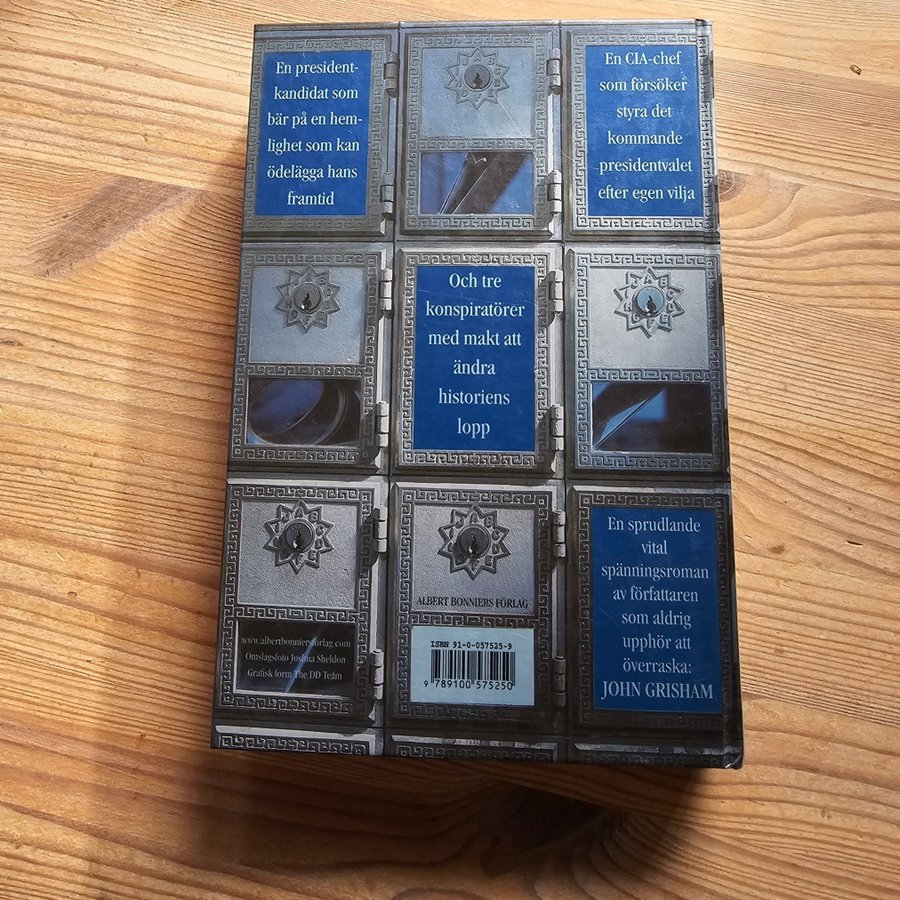 En president-
kandidat som
bär på en hem-
lighet som kan
ödelägga hans
framtid
En CIA-chef
som försöker
styra det
kommande
presidentvalet
efter egen vilja
Och tre
konspiratörer
med makt att
ändra
historiens
lopp
www.albertbonniersforlag.com
Omslagsfoto Joshua Sheldon
Grafisk form The DD Team
ALBERT BONNIERS FÖRLAG
ISBN 91-0-057525-9
9 789100 575250
En sprudlande
vital
spänningsroman
av författaren
som aldrig
upphör att
överraska:
JOHN GRISHAM